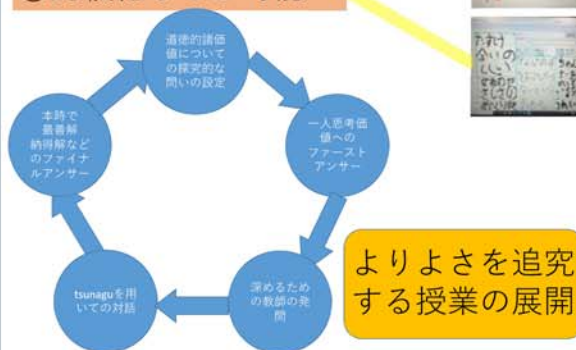 道徳的諸価
値について
の探究的な
問いの設定
一人思考価
値への
ファースト
アンサー
深めるため
の教師の発
問
tsunaguを用
いての対話
本時で
最善解
納得解など
のファイナ
ルアンサー
よりよさを追究
する授業の展開